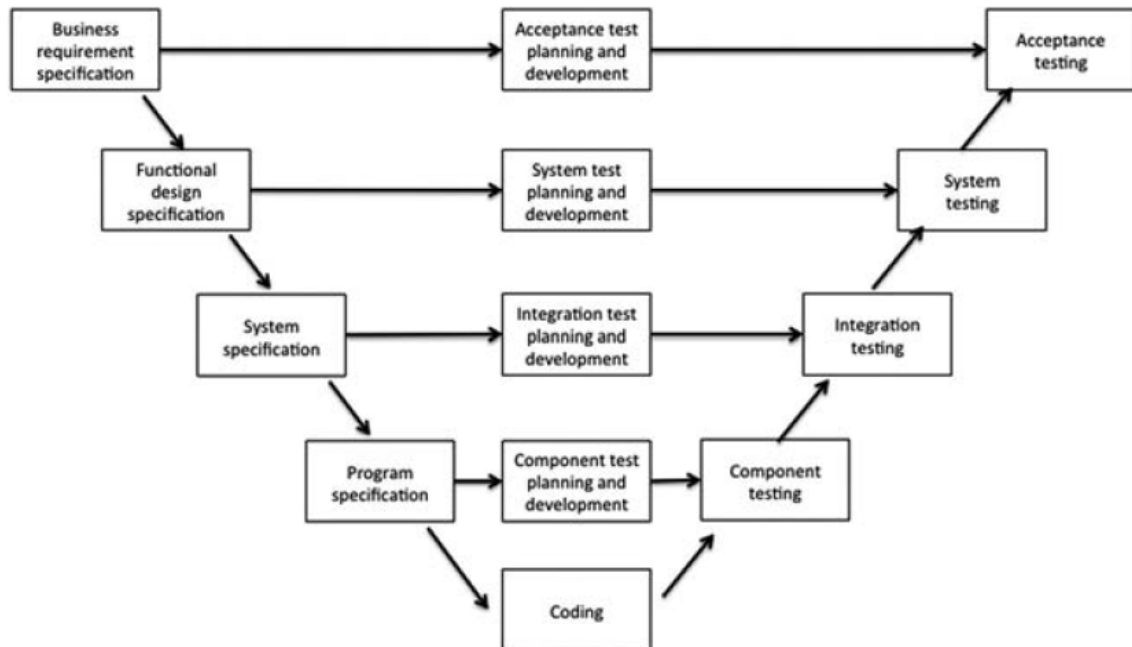 Business
requirement
specification
Acceptance test
planning and
development
Acceptance
testing
Functional
design
specification
System test
planning and
development
System
testing
System
specification
Integration test
planning and
development
Integration
testing
Program
specification
Component test
planning and
development
Component
testing
Coding